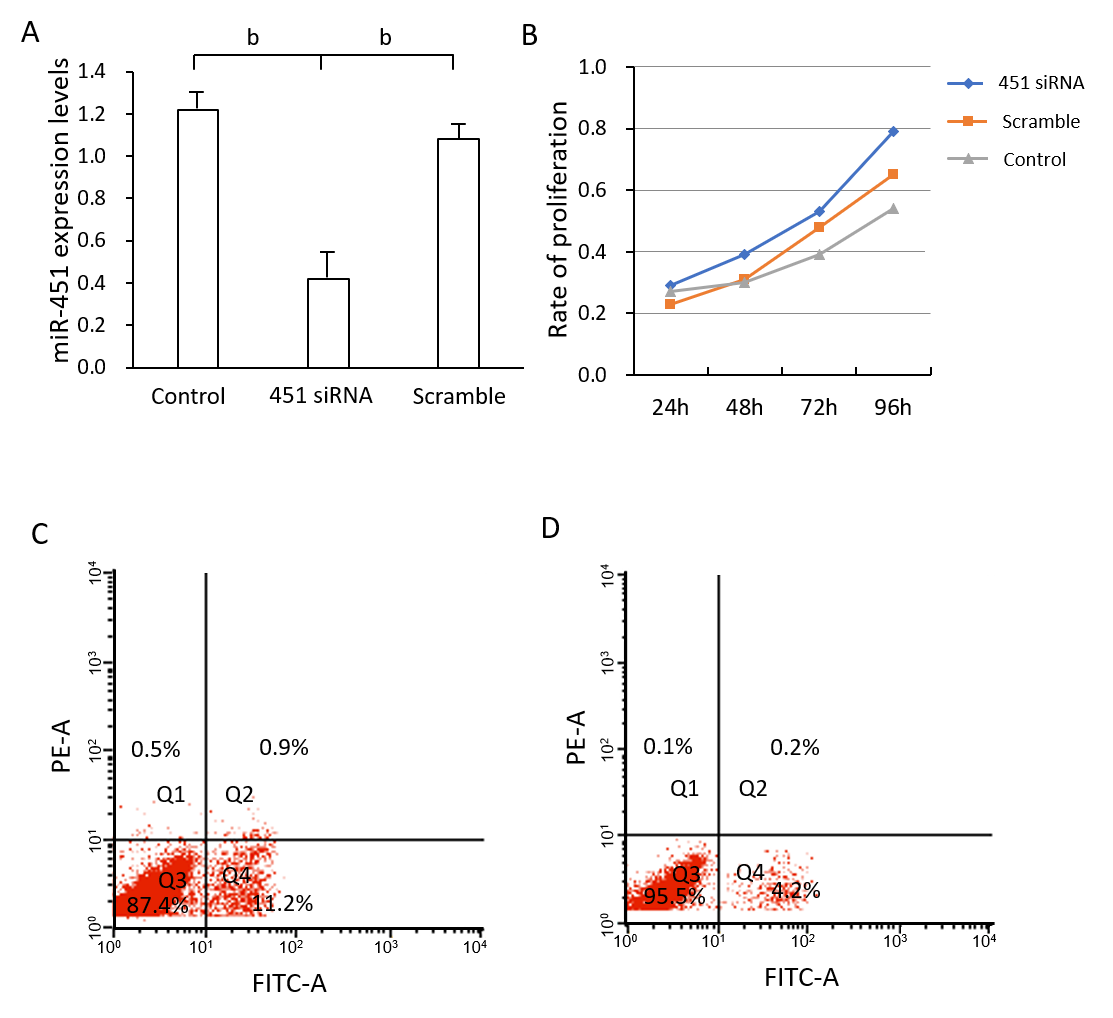 A
b
b
miR-451 expression levels
1.4
1.2
1.0
0.8
0.6
0.4
0.2
0.0
Control
451 siRNA
Scramble
B
Rate of proliferation
1.0
0.8
0.6
0.4
0.2
0.0
24h
48h
72h
96h
451 siRNA
Scramble
Control
C
PE-A
10⁴
10³
10²
10¹
10⁰
0.5%
0.9%
Q1
Q2
Q3
Q4
87.4%
11.2%
10⁰
10¹
10²
10³
10⁴
FITC-A
D
PE-A
10⁴
10³
10²
10¹
10⁰
0.1%
0.2%
Q1
Q2
Q3
Q4
95.5%
4.2%
10⁰
10¹
10²
10³
10⁴
FITC-A